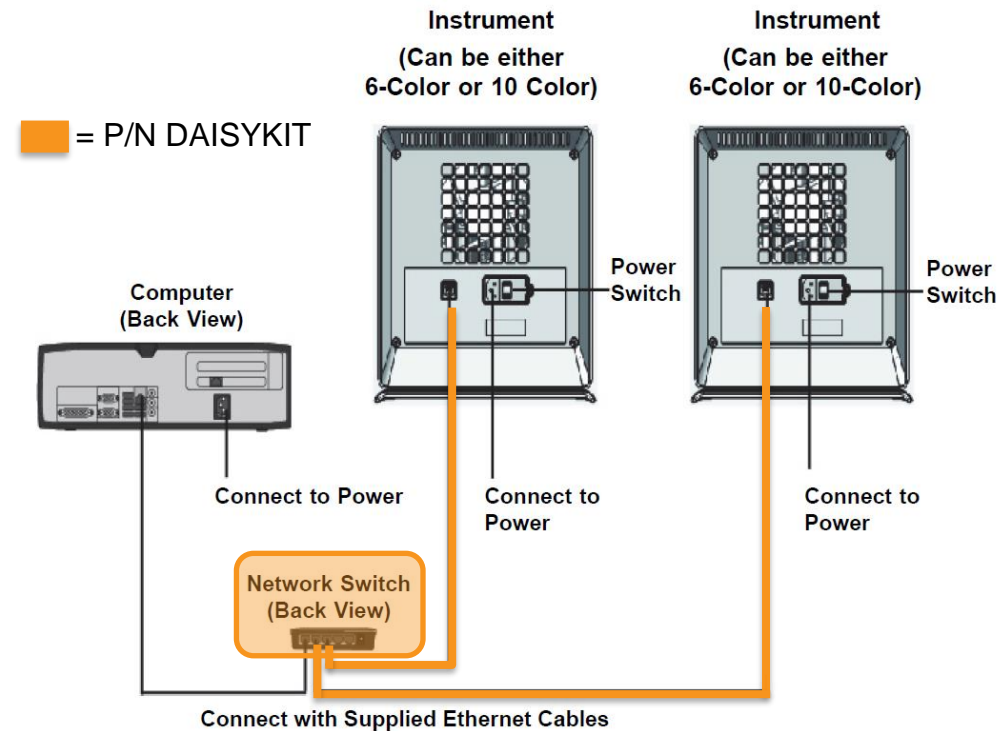 Instrument
(Can be either
6-Color or 10 Color)
Instrument
(Can be either
6-Color or 10-Color)
= P/N DAISYKIT
Power
Switch
Power
Switch
Computer
(Back View)
Connect to Power
Connect to
Power
Connect to
Power
Network Switch
(Back View)
Connect with Supplied Ethernet Cables